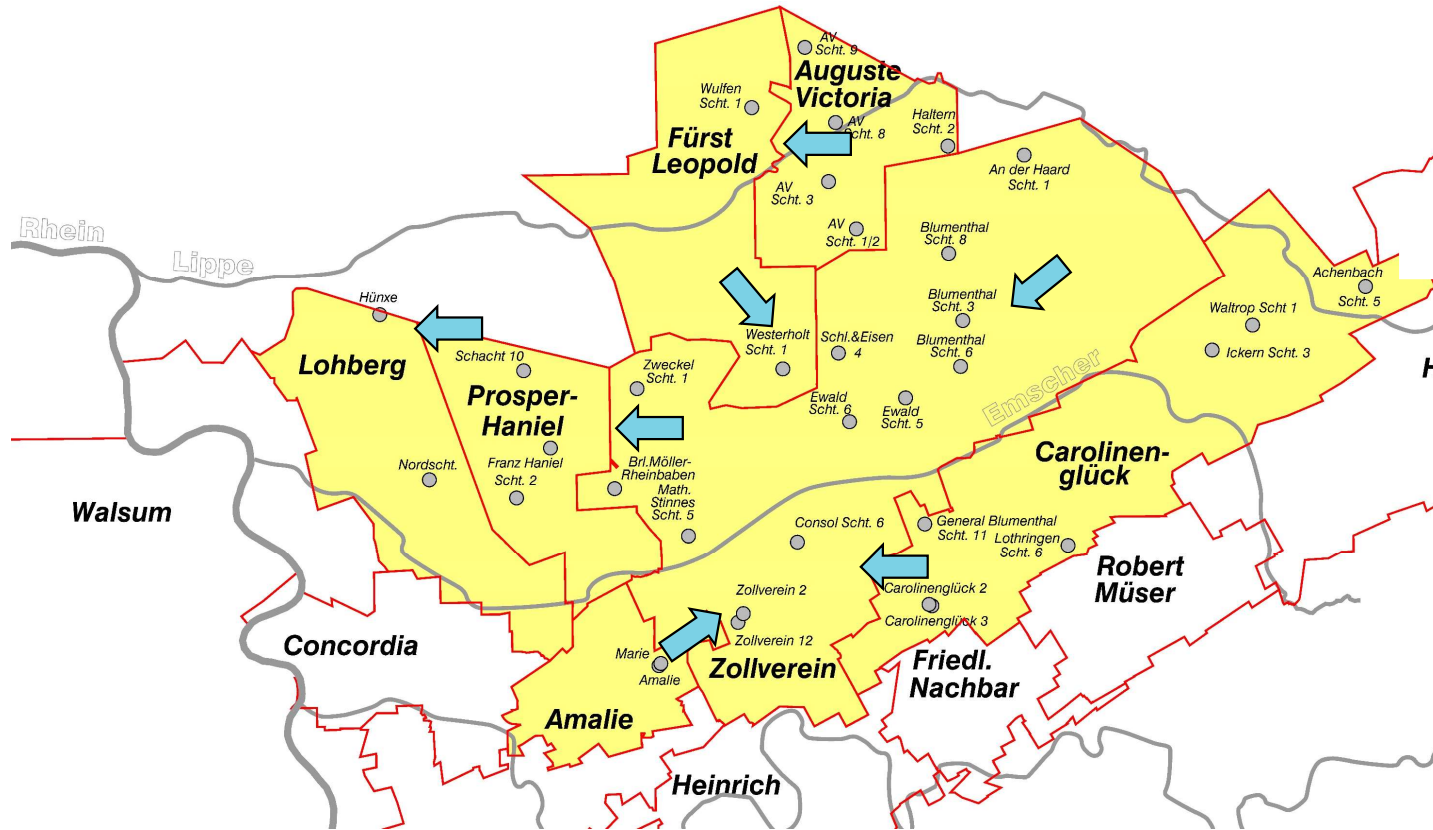 AV
Scht. 9
Auguste
Victoria
Wulfen
Scht. 1
Haltern
Scht. 2
AV
Scht. 8
Fürst
Leopold
An der Haard
Scht. 1
AV
Scht. 3
AV
Scht. 1/2
Rhein
Lippe
Blumenthal
Scht. 8
Achenbach
Scht. 5
Hünxe
Blumenthal
Scht. 3
Waltrop Scht 1
Westerholt
Scht. 1
Schl.&Eisen
4
Blumenthal
Scht. 6
Ickern Scht. 3
Schacht 10
Lohberg
Zweckel
Scht. 1
Prosper-
Haniel
Ewald
Scht. 6
Ewald
Scht. 5
Emscher
Carolinen-
glück
Nordscht.
Franz Haniel
Scht. 2
Brl.Möller-
Rheinbaben
Math.
Stinnes
Scht. 5
Walsum
Consol Scht. 6
General Blumenthal
Scht. 11
Lothringen
Scht. 6
Robert
Müser
Zollverein 2
Carolinenglück 2
Carolinenglück 3
Concordia
Zollverein 12
Marie
Amalie
Zollverein
Friedl.
Nachbar
Amalie
Heinrich